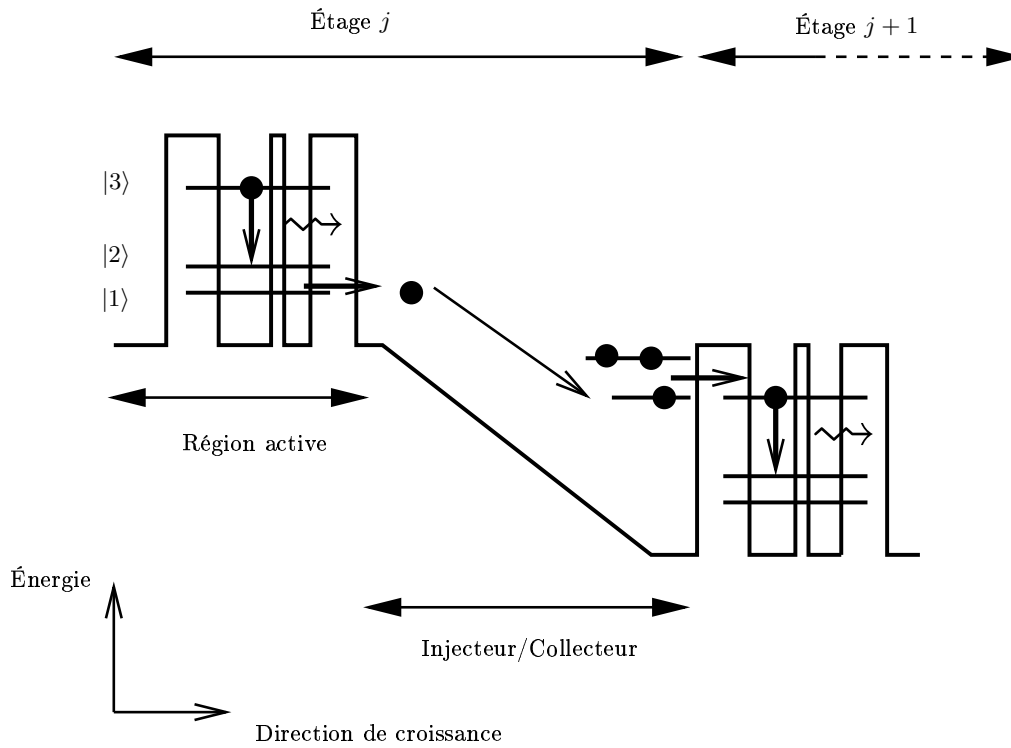 Étage j
Étage j + 1
|3⟩
|2⟩
|1⟩
Région active
Énergie
Injecteur/Collecteur
Direction de croissance